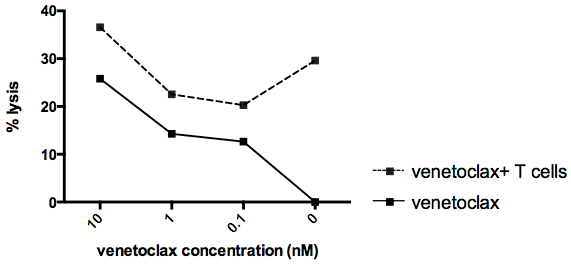 40
30
20
10
0
% lysis
10
1
0.1
0
venetoclax concentration (nM)
venetoclax+ T cells
venetoclax